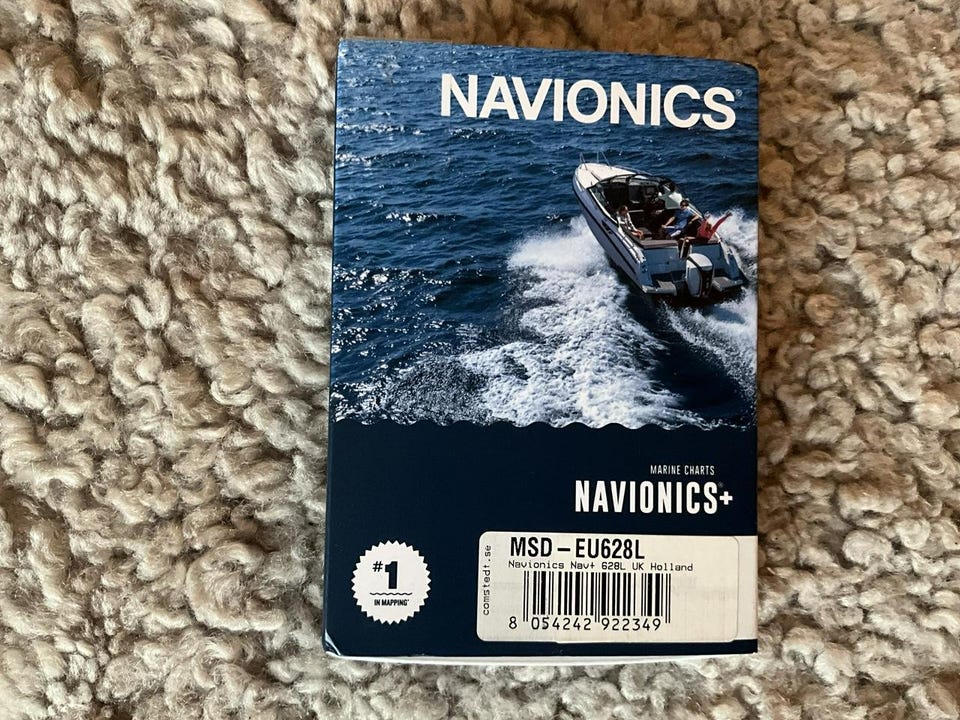 NAVIONICS®
MARINE CHARTS
NAVIONICS®+
#1
IN MAPPING*
comstedt.se
MSD-EU628L
Navionics Nav+ 628L UK Holland
8 054242 922349